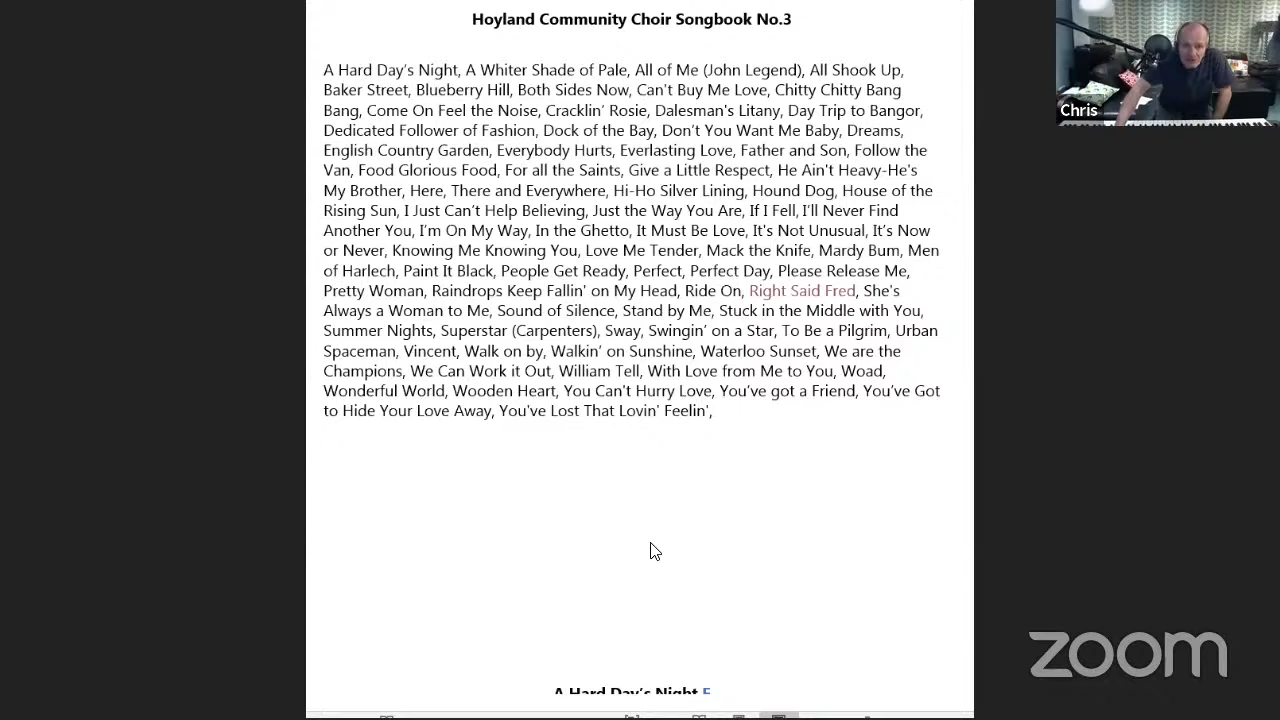 Hoyland Community Choir Songbook No.3
A Hard Day's Night, A Whiter Shade of Pale, All of Me (John Legend), All Shook Up,
Baker Street, Blueberry Hill, Both Sides Now, Can't Buy Me Love, Chitty Chitty Bang
Bang, Come On Feel the Noise, Cracklin' Rosie, Dalesman's Litany, Day Trip to Bangor,
Dedicated Follower of Fashion, Dock of the Bay, Don't You Want Me Baby, Dreams,
English Country Garden, Everybody Hurts, Everlasting Love, Father and Son, Follow the
Van, Food Glorious Food, For all the Saints, Give a Little Respect, He Ain't Heavy-He's
My Brother, Here, There and Everywhere, Hi-Ho Silver Lining, Hound Dog, House of the
Rising Sun, I Just Can't Help Believing, Just the Way You Are, If I Fell, I'll Never Find
Another You, I'm On My Way, In the Ghetto, It Must Be Love, It's Not Unusual, It's Now
or Never, Knowing Me Knowing You, Love Me Tender, Mack the Knife, Mardy Bum, Men
of Harlech, Paint It Black, People Get Ready, Perfect, Perfect Day, Please Release Me,
Pretty Woman, Raindrops Keep Fallin' on My Head, Ride On, Right Said Fred, She's
Always a Woman to Me, Sound of Silence, Stand by Me, Stuck in the Middle with You,
Summer Nights, Superstar (Carpenters), Sway, Swingin' on a Star, To Be a Pilgrim, Urban
Spaceman, Vincent, Walk on by, Walkin' on Sunshine, Waterloo Sunset, We are the
Champions, We Can Work it Out, William Tell, With Love from Me to You, Woad,
Wonderful World, Wooden Heart, You Can't Hurry Love, You've got a Friend, You've Got
to Hide Your Love Away, You've Lost That Lovin' Feelin',
A Hard Day's Night
Chris
zoom